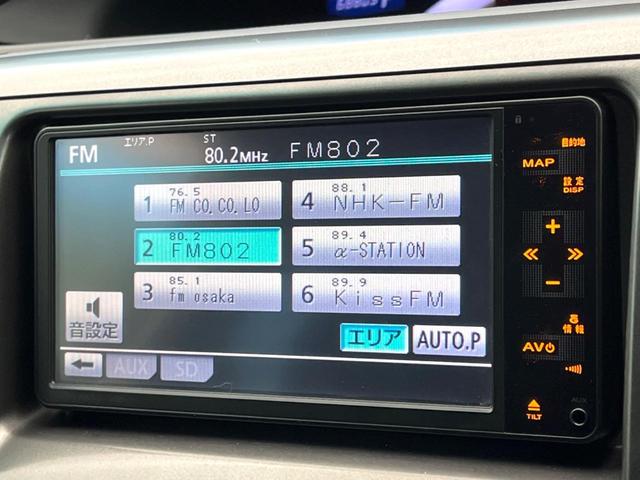 FM エリア.P ST 80.2MHz FM802
1 76.5 FM CO.CO.LO
2 80.2 FM802
3 85.1 fm osaka
4 88.1 NHK-FM
5 89.4 α-STATION
6 89.9 KissFM
音設定
エリア AUTO.P
AUX SD
目的地
MAP
設定
DISP
+
−
情報
AV
TILT
AUX